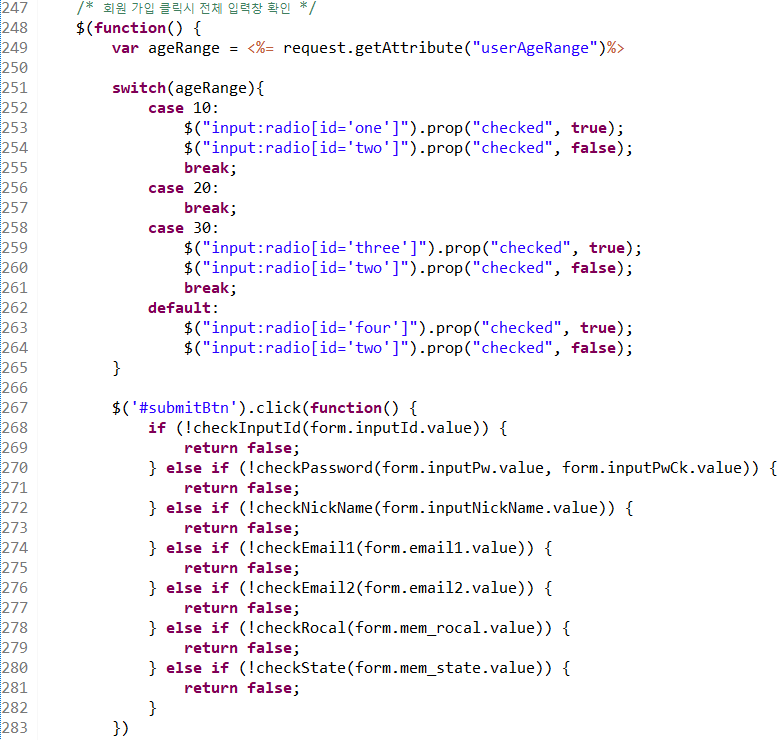 247 /* 회원 가입 클릭시 전체 입력창 확인 */
248 $(function() {
249 var ageRange = <%= request.getAttribute("userAgeRange")%>
250
251 switch(ageRange){
252 case 10:
253 $("input:radio[id='one']").prop("checked", true);
254 $("input:radio[id='two']").prop("checked", false);
255 break;
256 case 20:
257 break;
258 case 30:
259 $("input:radio[id='three']").prop("checked", true);
260 $("input:radio[id='two']").prop("checked", false);
261 break;
262 default:
263 $("input:radio[id='four']").prop("checked", true);
264 $("input:radio[id='two']").prop("checked", false);
265 }
266
267 $('#submitBtn').click(function() {
268 if (!checkInputId(form.inputId.value)) {
269 return false;
270 } else if (!checkPassword(form.inputPw.value, form.inputPwCk.value)) {
271 return false;
272 } else if (!checkNickName(form.inputNickName.value)) {
273 return false;
274 } else if (!checkEmail1(form.email1.value)) {
275 return false;
276 } else if (!checkEmail2(form.email2.value)) {
277 return false;
278 } else if (!checkRocal(form.mem_rocal.value)) {
279 return false;
280 } else if (!checkState(form.mem_state.value)) {
281 return false;
282 }
283 })